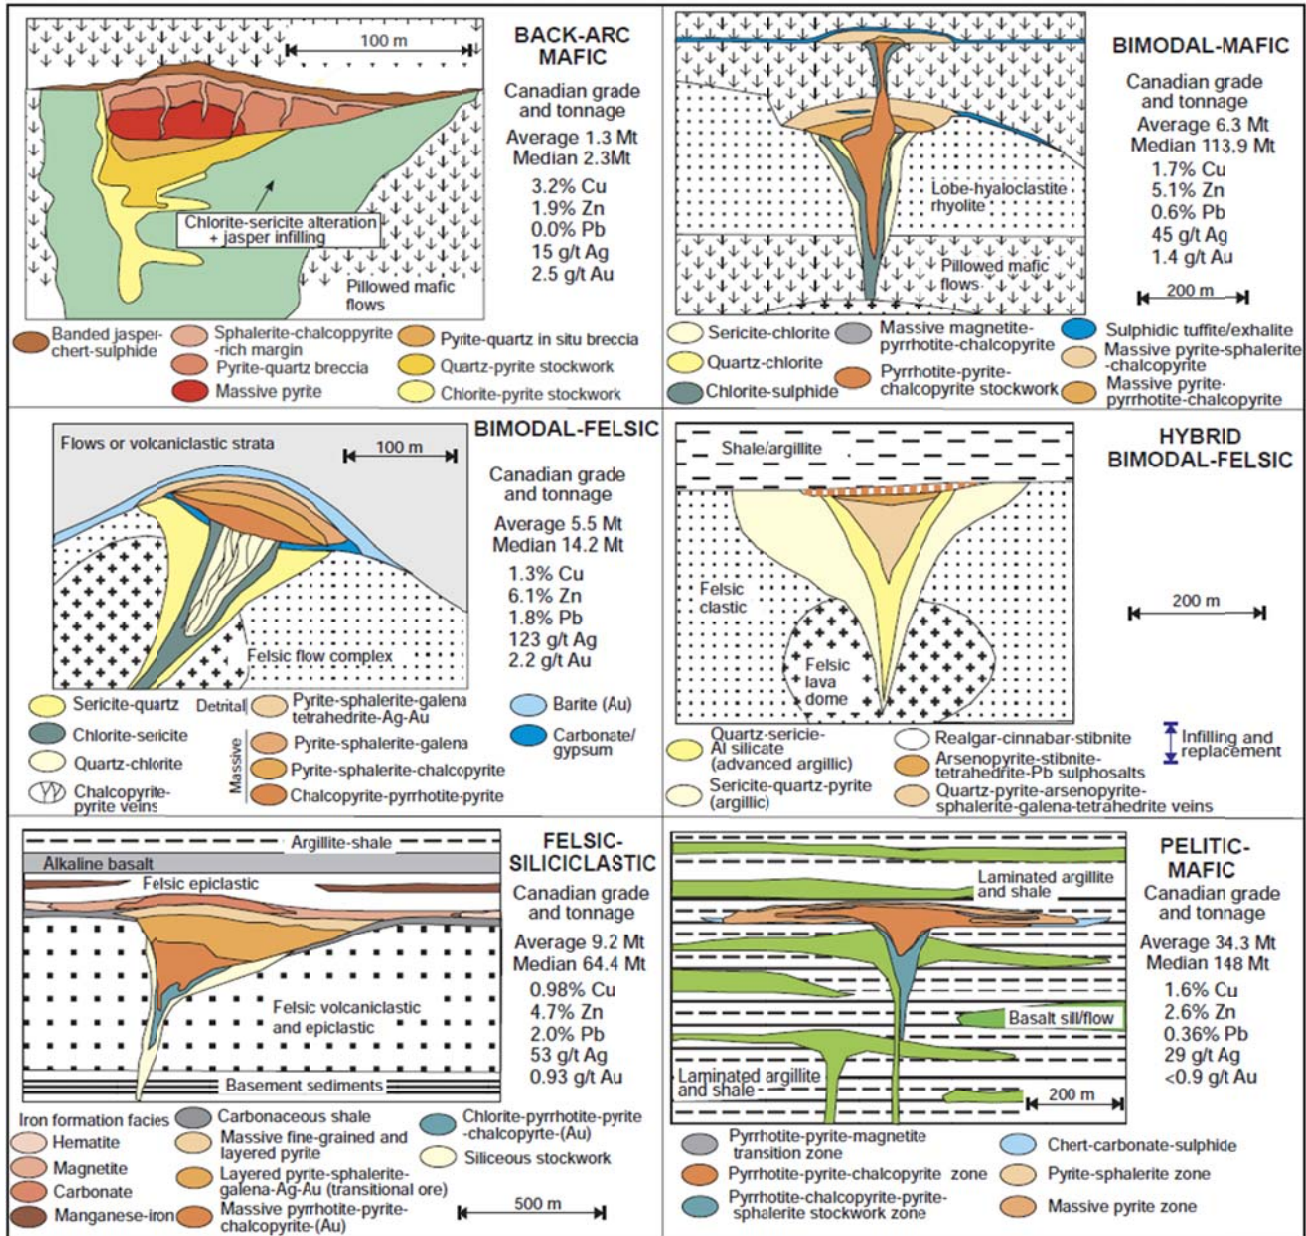 BACK-ARC
MAFIC
100 m
Canadian grade
and tonnage
Average 1.3 Mt
Median 2.3Mt
3.2% Cu
1.9% Zn
0.0% Pb
15 g/t Ag
2.5 g/t Au
Chlorite-sericite alteration
+ jasper infilling
Pillowed mafic
flows
Banded jasper-
chert-sulphide
Sphalerite-chalcoppyrite
-rich margin
Pyrite-quartz breccia
Massive pyrite
Pyite-quartz in situ breccia
Quartz-pyrite stockwork
Chlorite-pyrite stockwork
BIMODAL-MAFIC
Canadian grade
and tonnage
Average 6.3 Mt
Median 113.9 Mt
1.7% Cu
5.1% Zn
0.6% Pb
45 g/t Ag
1.4 g/t Au
Lobe-hyaloclastite
rhyolite
Pillowed mafic
flows
200 m
Sericite-chlorite
Quartz-chlorite
Chlorite-sulphide
Massive magnetite-
pyrrhotite-chalcopyrite
Pyrrhotite-pyrite-
chalcopyrite stockwork
Sulphidic tuffite/exhalite
Massive pyrite-sphalerite
-chalcopyrite
Massive pyrite-
pyrrhotite-chalcopyrite
BIMODAL-FELSIC
Flows or volcaniclastic strata
100 m
Canadian grade
and tonnage
Average 5.5 Mt
Median 14.2 Mt
1.3% Cu
6.1% Zn
1.8% Pb
123 g/t Ag
2.2 g/t Au
Felsic flow complex
Sericite-quartz
Chlorite-sericite
Quartz-chlorite
Chalcopyrite-
pyrite veins
Detrital
Pyrite-sphalerite-galena
tetrahedrite-Ag-Au
Massive
Pyrite-sphalerite-galena
Pyrite-sphalerite-chalcopyrite
Chalcopyrite-pyrrhotite-pyrite
Barite (Au)
Carbonate/
gypsum
HYBRID
BIMODAL-FELSIC
Shale/argillite
Felsic
clastic
Felsic
lava
dome
200 m
Quartz-sericie-
Al silicate
(advanced argillic)
Sericite-quartz-pyrite
(argillic)
Realgar-cinnabar-stibnite
Arsenopyrite-stibnite-
tetrahedrite-Pb sulphosalts
Quartz-pyrite-arsenopyrite-
sphalerite-galena-tetrahedrite veins
Infilling and
replacement
FELSIC-
SILICICLASTIC
Argillite-shale
Alkaline basalt
Felsic epiclastic
Canadian grade
and tonnage
Average 9.2 Mt
Median 64.4 Mt
0.98% Cu
4.7% Zn
2.0% Pb
53 g/t Ag
0.93 g/t Au
Felsic volcaniclastic
and epiclastic
Basement sediments
Iron formation facies
Hematite
Magnetite
Carbonate
Manganese-iron
Carbonaceous shale
Massive fine-grained and
layered pyrite
Layered pyrite-sphalerite-
galena-Ag-Au (transitional ore)
Massive pyrrhotite-pyrite-
chalcopyrite-(Au)
Chlorite-pyrrhotite-pyrite
-chalcopyrte-(Au)
Siliceous stockwork
500 m
PELITIC-
MAFIC
Laminated argillite
and shale
Canadian grade
and tonnage
Average 34.3 Mt
Median 148 Mt
1.6% Cu
2.6% Zn
0.36% Pb
29 g/t Ag
<0.9 g/t Au
Basalt sill/flow
Laminated argillite
and shale
200 m
Pyrrhotite-pyrite-magnetite
transition zone
Pyrrhotite-pyrite-chalcopyrite zone
Pyrrhotite-chalcopyrite-pyrite-
sphalerite stockwork zone
Chert-carbonate-sulphide
Pyrite-sphalerite zone
Massive pyrite zone